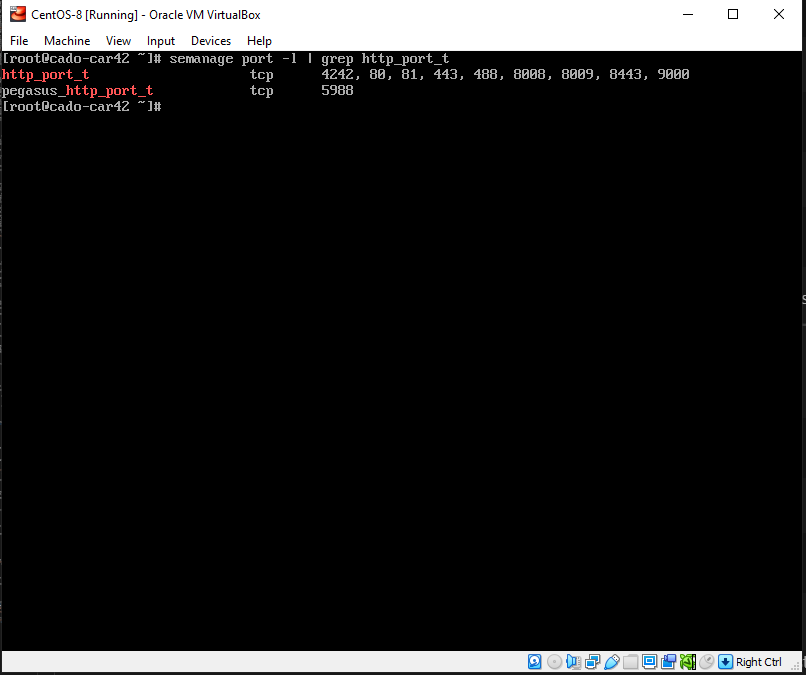 CentOS-8 [Running] - Oracle VM VirtualBox
File Machine View Input Devices Help
[root@cado-car42 ~]# semanage port -l | grep http_port_t
http_port_t tcp 4242, 80, 81, 443, 488, 8008, 8009, 8443, 9000
pegasus_http_port_t tcp 5988
[root@cado-car42 ~]#
Right Ctrl